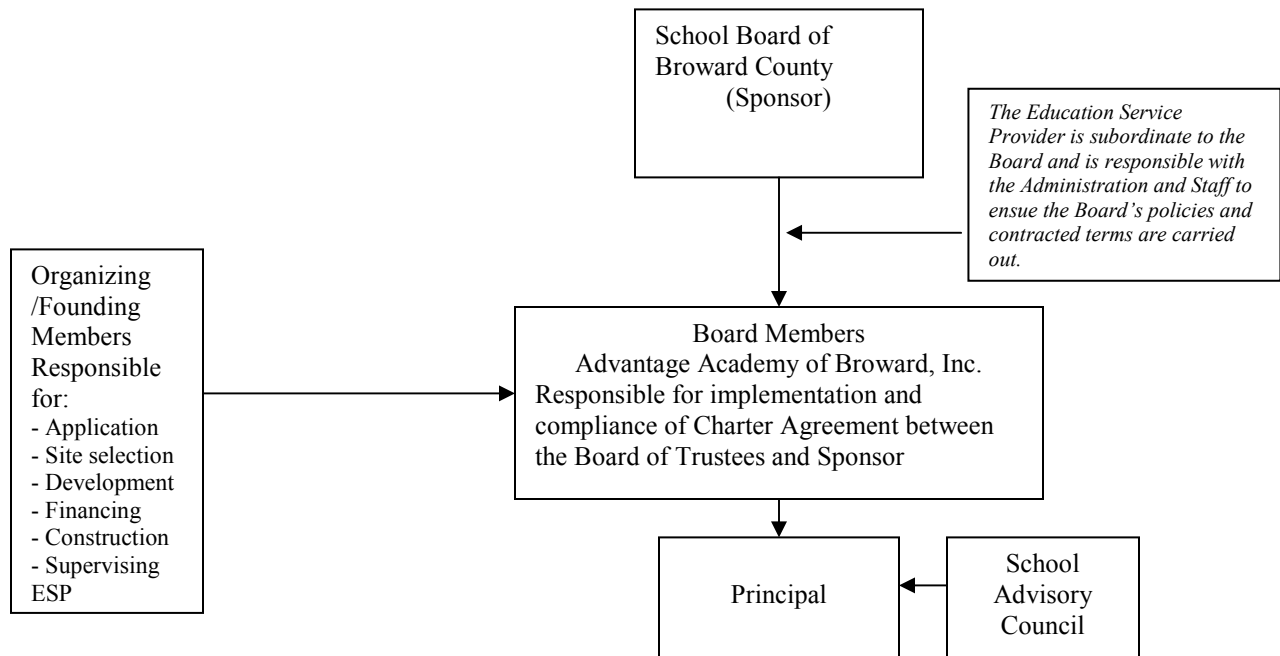 School Board of
Broward County
(Sponsor)
The Education Service
Provider is subordinate to the
Board and is responsible with
the Administration and Staff to
ensue the Board’s policies and
contracted terms are carried
out.
Organizing
/Founding
Members
Responsible
for:
- Application
- Site selection
- Development
- Financing
- Construction
- Supervising
ESP
Board Members
Advantage Academy of Broward, Inc.
Responsible for implementation and
compliance of Charter Agreement between
the Board of Trustees and Sponsor
Principal
School
Advisory
Council